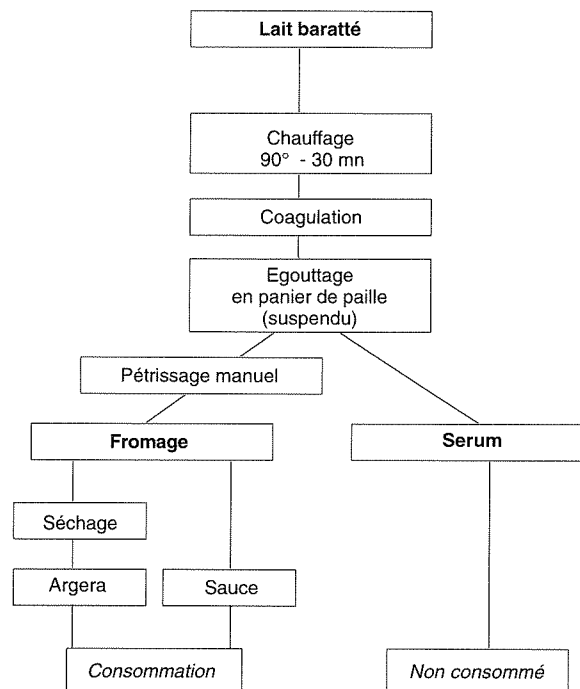 Lait baratté
Chauffage
90° - 30 mn
Coagulation
Egouttage
en panier de paille
(suspendu)
Pétrissage manuel
Fromage
Serum
Séchage
Argera
Sauce
Consommation
Non consommé